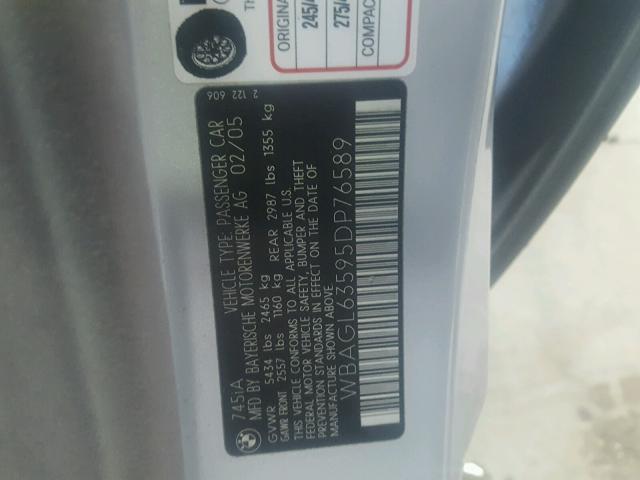 ORIGINA
245/4
275/4
COMPAC
2 122 606
745iA VEHICLE TYPE: PASSENGER CAR
MFD BY BAYERISCHE MOTORENWERKE AG 02/05
GVWR 5434 lbs 2465 kg
GAWR FRONT 2557 lbs 1160 kg REAR 2987 lbs 1355 kg
THIS VEHICLE CONFORMS TO ALL APPLICABLE U.S.
FEDERAL MOTOR VEHICLE SAFETY, BUMPER AND THEFT
PREVENTION STANDARDS IN EFFECT ON THE DATE OF
MANUFACTURE SHOWN ABOVE.
WBAGL63595DP76589